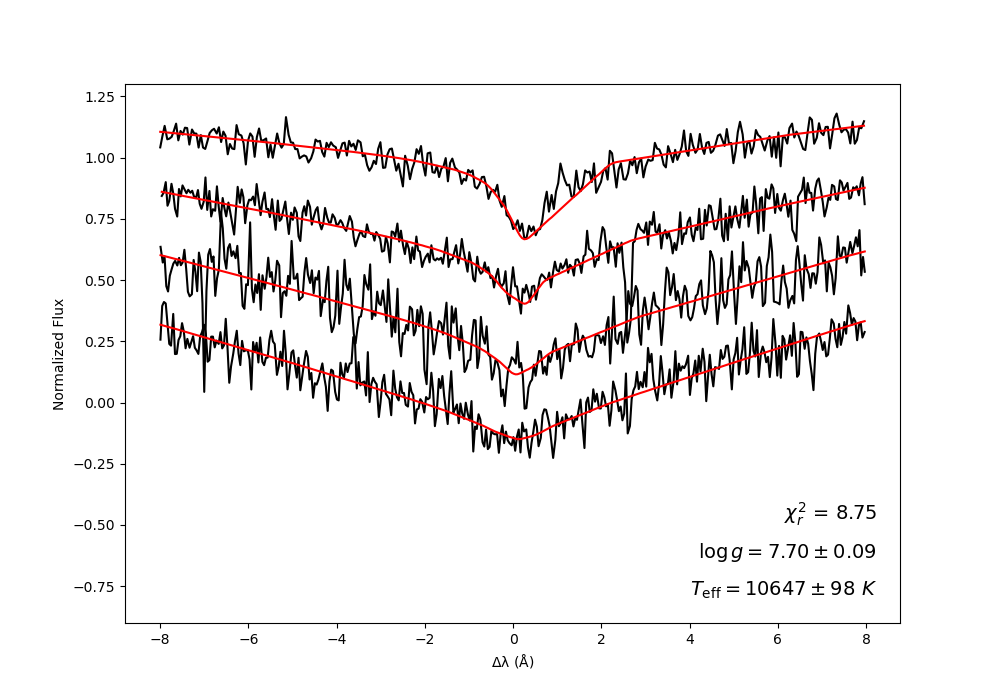 1.25
1.00
0.75
0.50
0.25
0.00
−0.25
−0.50
−0.75
Normalized Flux
χ²ᵣ = 8.75
log g = 7.70 ± 0.09
T_eff = 10647 ± 98 K
−8 −6 −4 −2 0 2 4 6 8
Δλ (Å)